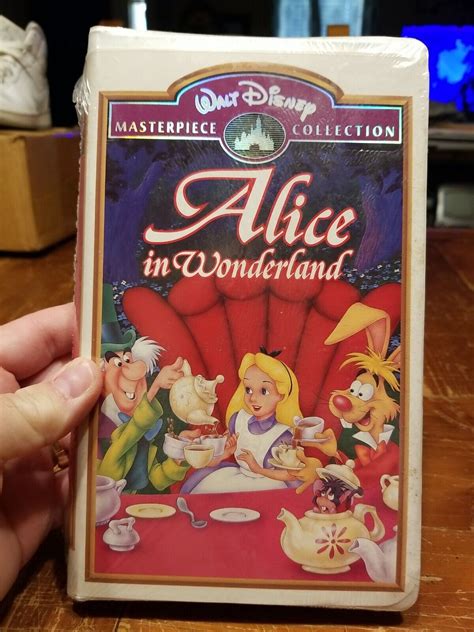 Walt Disney
MASTERPIECE COLLECTION
Alice
in Wonderland